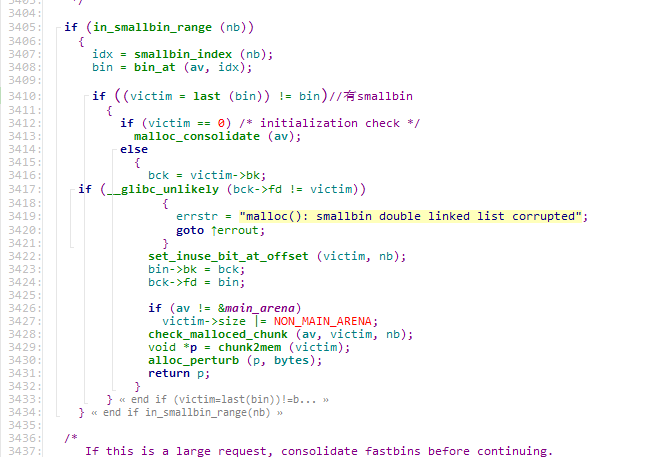 3403:    */
3404:
3405:  if (in_smallbin_range (nb))
3406:    {
3407:      idx = smallbin_index (nb);
3408:      bin = bin_at (av, idx);
3409:
3410:      if ((victim = last (bin)) != bin)//有smallbin
3411:        {
3412:          if (victim == 0) /* initialization check */
3413:            malloc_consolidate (av);
3414:          else
3415:            {
3416:              bck = victim->bk;
3417:    if (__glibc_unlikely (bck->fd != victim))
3418:                {
3419:                  errstr = "malloc(): smallbin double linked list corrupted";
3420:                  goto ↑errout;
3421:                }
3422:              set_inuse_bit_at_offset (victim, nb);
3423:              bin->bk = bck;
3424:              bck->fd = bin;
3425:
3426:              if (av != &main_arena)
3427:                victim->size |= NON_MAIN_ARENA;
3428:              check_malloced_chunk (av, victim, nb);
3429:              void *p = chunk2mem (victim);
3430:              alloc_perturb (p, bytes);
3431:              return p;
3432:            }
3433:        } « end if (victim=last(bin))!=b... »
3434:    } « end if in_smallbin_range(nb) »
3435:
3436:  /*
3437:     If this is a large request, consolidate fastbins before continuing.